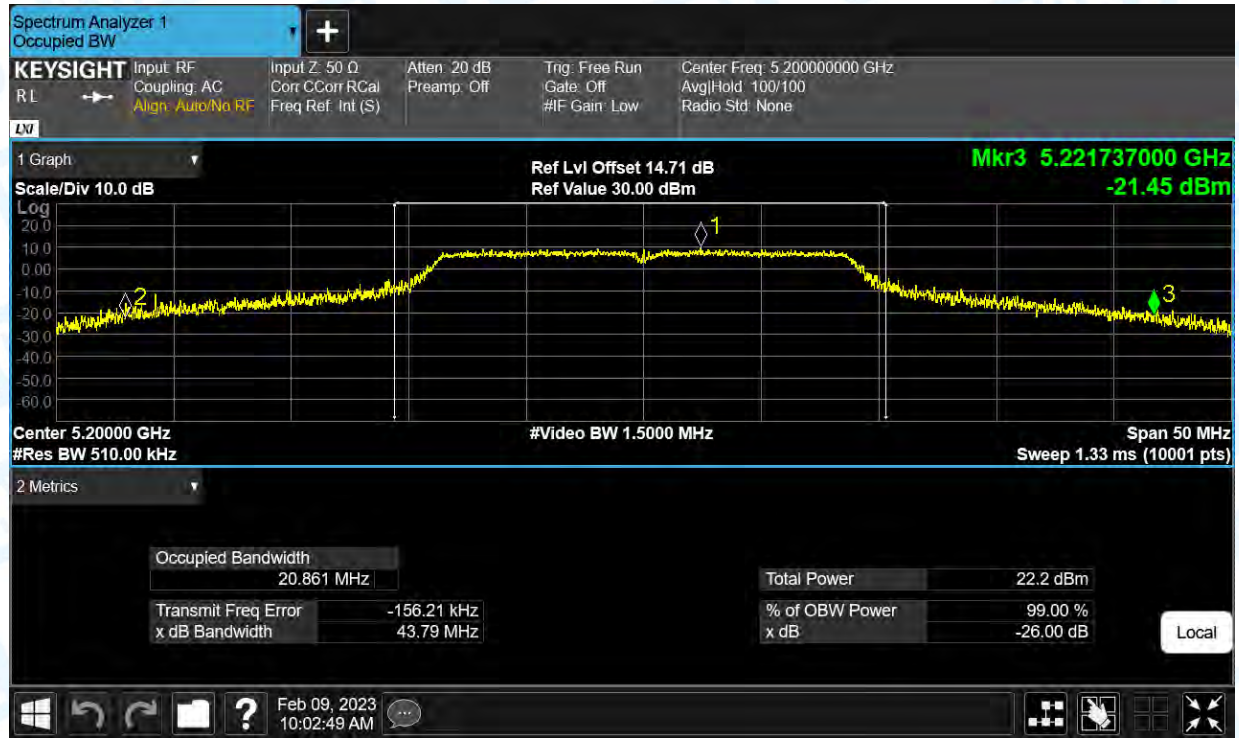 Spectrum Analyzer 1
Occupied BW
+
KEYSIGHT Input: RF Input Z: 50 Ω Atten: 20 dB Trig: Free Run Center Freq: 5.200000000 GHz
RL Coupling: AC Corr CCorr RCal Preamp: Off Gate: Off Avg|Hold: 100/100
Align: Auto/No RF Freq Ref: Int (S) #IF Gain: Low Radio Std: None
LXI
1 Graph Ref Lvl Offset 14.71 dB Mkr3 5.221737000 GHz
Scale/Div 10.0 dB Ref Value 30.00 dBm -21.45 dBm
Log
20.0
1
10.0
0.00
-10.0
2 3
-20.0
-30.0
-40.0
-50.0
-60.0
Center 5.20000 GHz #Video BW 1.5000 MHz Span 50 MHz
#Res BW 510.00 kHz Sweep 1.33 ms (10001 pts)
2 Metrics
Occupied Bandwidth
20.861 MHz Total Power 22.2 dBm
Transmit Freq Error -156.21 kHz % of OBW Power 99.00 %
x dB Bandwidth 43.79 MHz x dB -26.00 dB Local
? Feb 09, 2023
10:02:49 AM